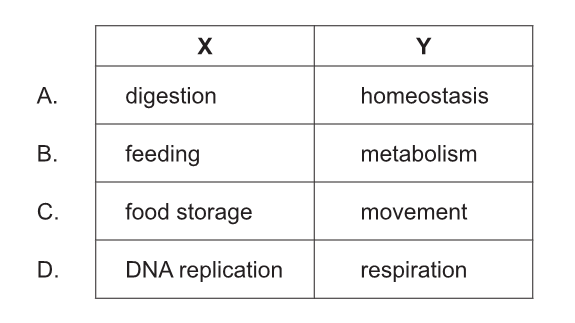 X Y
A. digestion homeostasis
B. feeding metabolism
C. food storage movement
D. DNA replication respiration